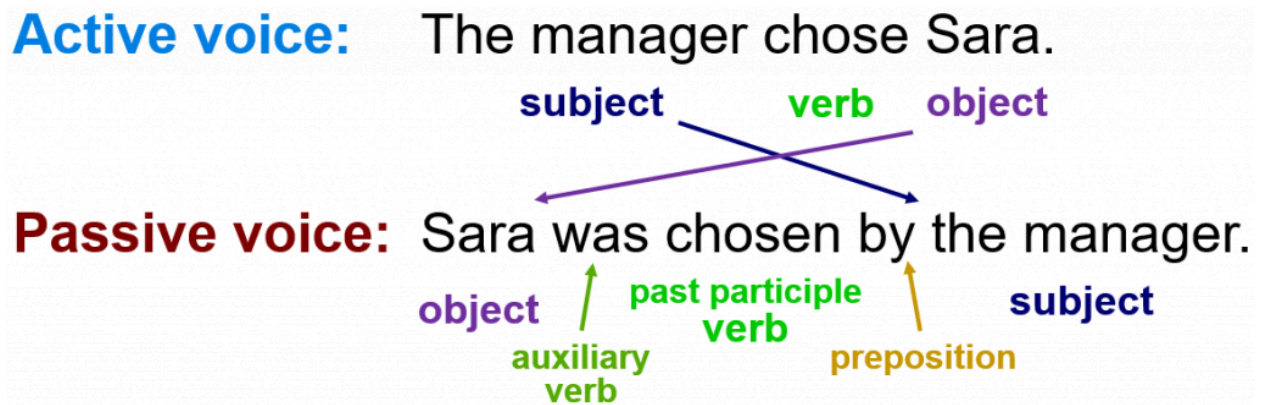 Active voice: The manager chose Sara.
subject verb object
Passive voice: Sara was chosen by the manager.
object past participle verb subject
auxiliary verb preposition